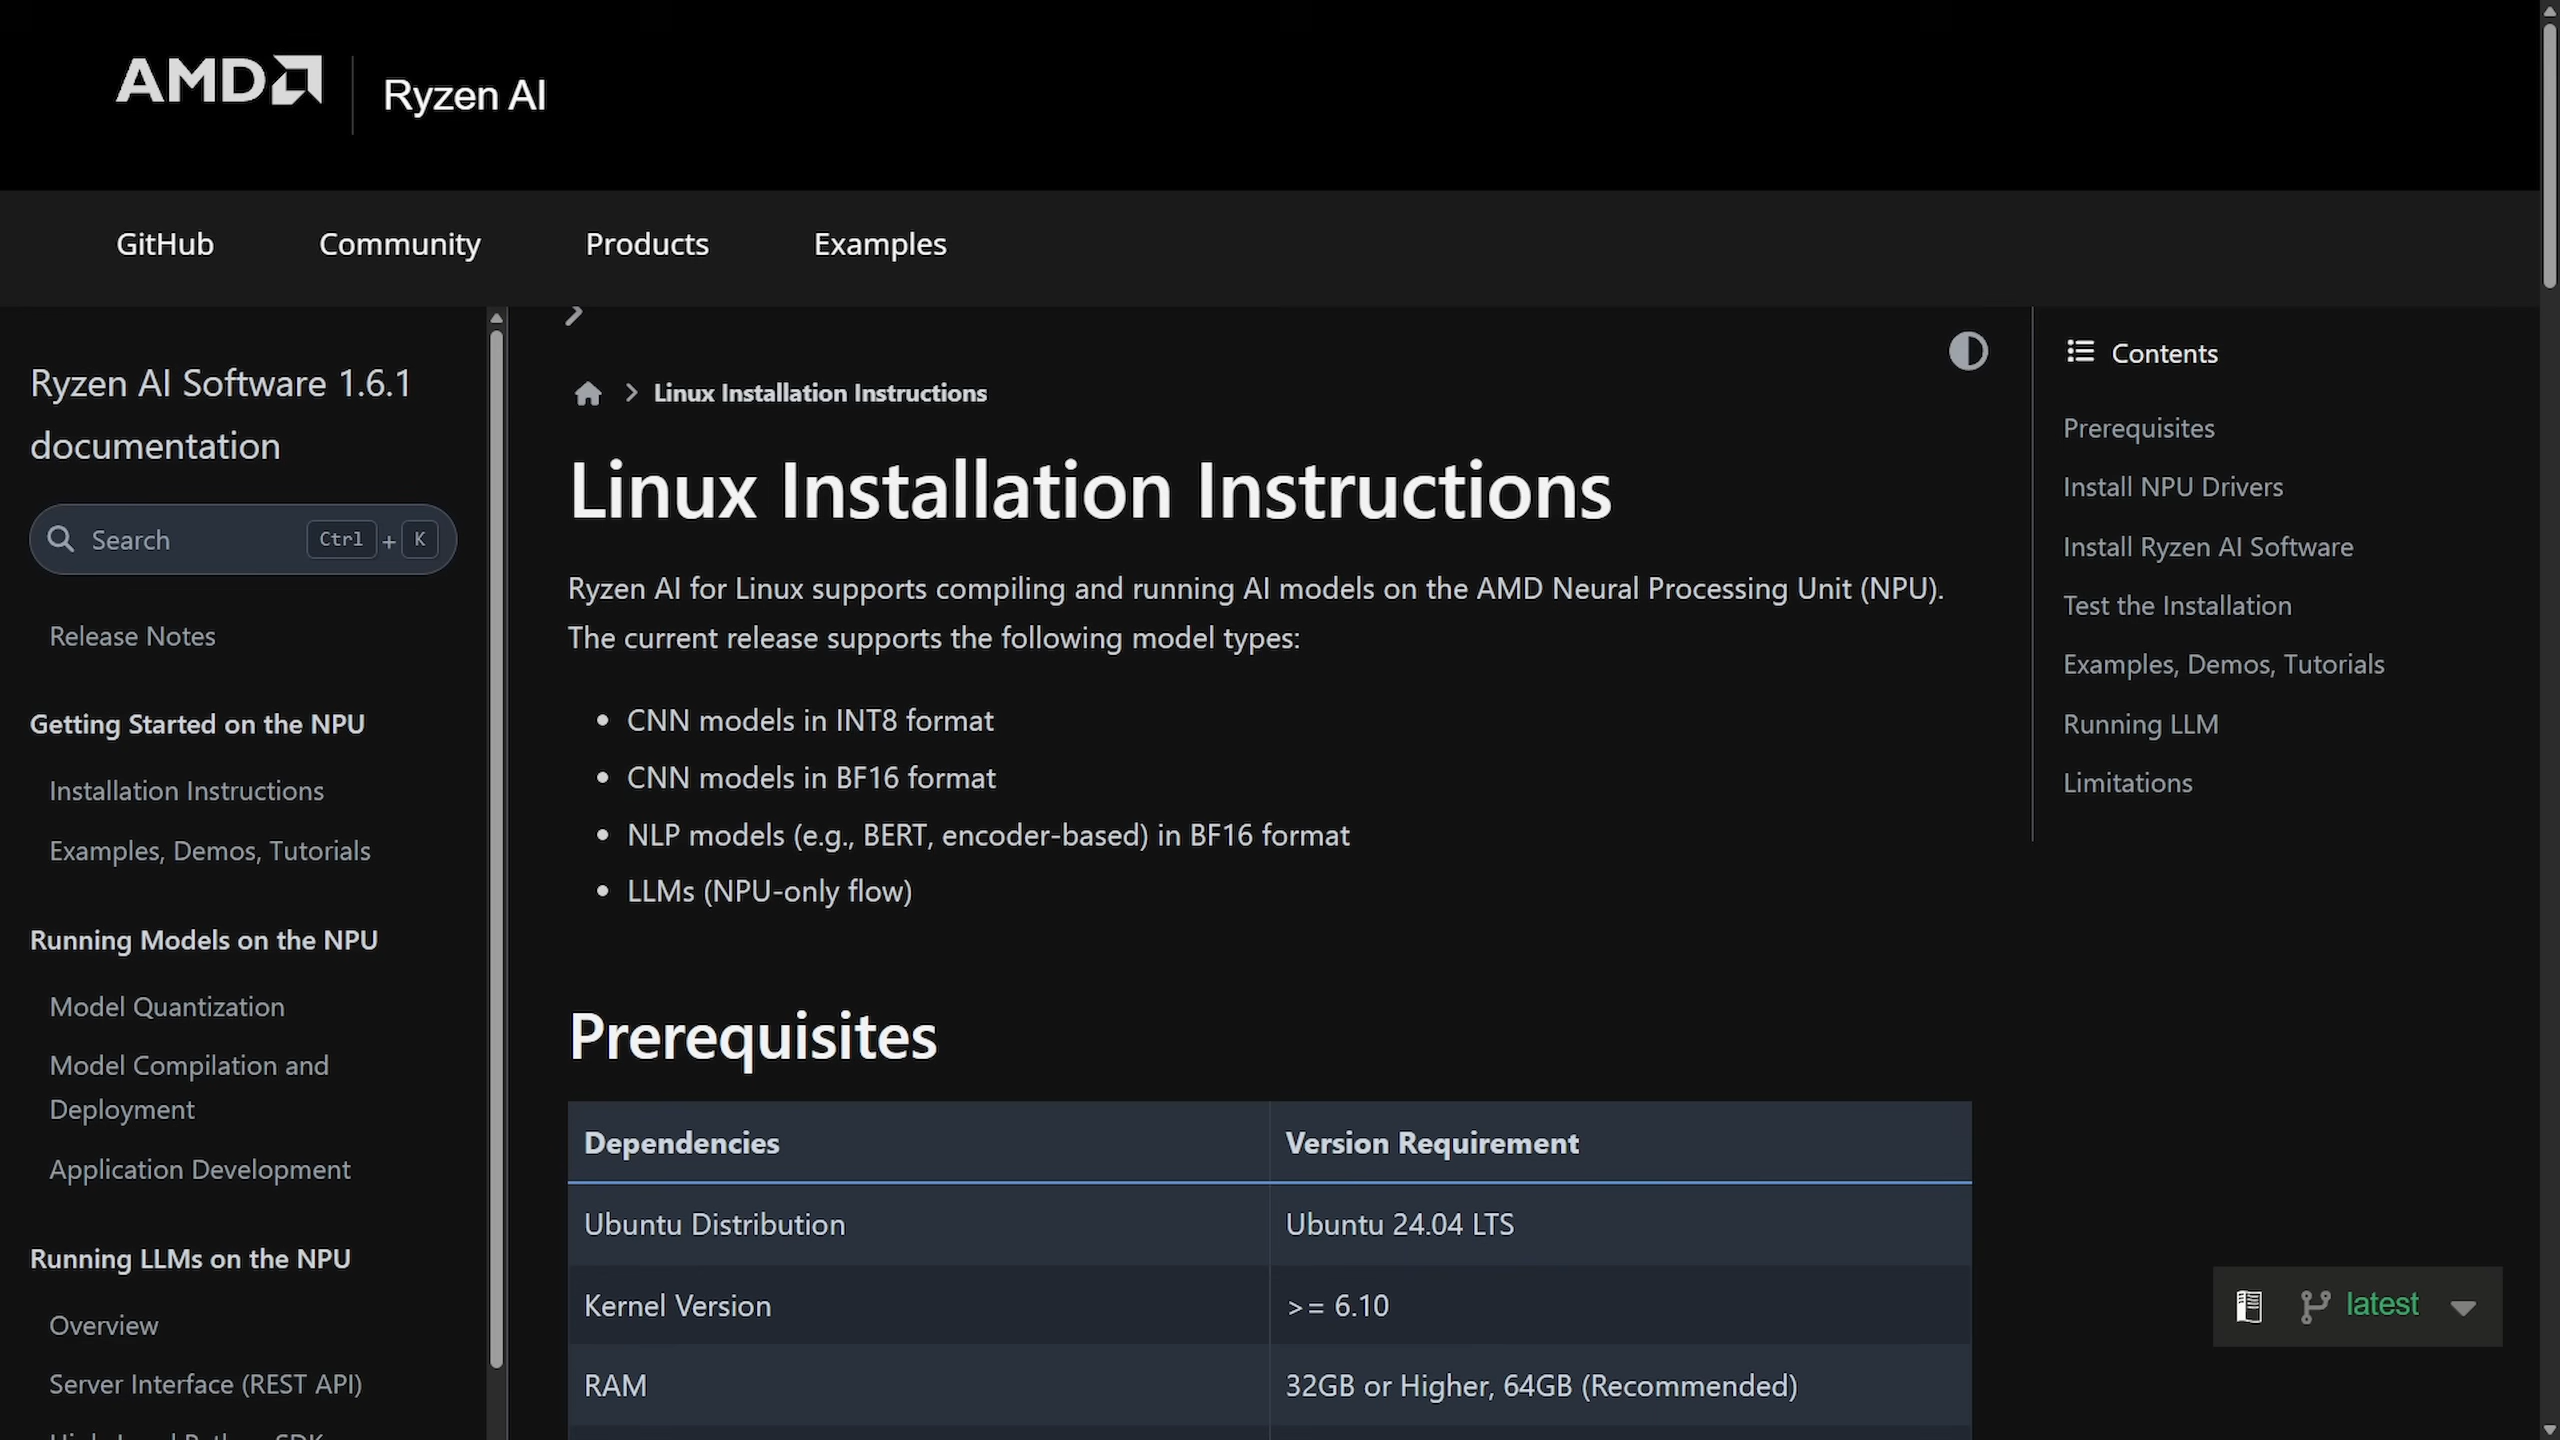 AMD
Ryzen AI
GitHub
Community
Products
Examples
Ryzen AI Software 1.6.1
documentation
Search
Ctrl + K
Release Notes
Getting Started on the NPU
Installation Instructions
Examples, Demos, Tutorials
Running Models on the NPU
Model Quantization
Model Compilation and
Deployment
Application Development
Running LLMs on the NPU
Overview
Server Interface (REST API)
High-Level Python SDK
Linux Installation Instructions
Linux Installation Instructions
Ryzen AI for Linux supports compiling and running AI models on the AMD Neural Processing Unit (NPU).
The current release supports the following model types:
• CNN models in INT8 format
• CNN models in BF16 format
• NLP models (e.g., BERT, encoder-based) in BF16 format
• LLMs (NPU-only flow)
Prerequisites
Dependencies
Version Requirement
Ubuntu Distribution
Ubuntu 24.04 LTS
Kernel Version
>= 6.10
RAM
32GB or Higher, 64GB (Recommended)
Contents
Prerequisites
Install NPU Drivers
Install Ryzen AI Software
Test the Installation
Examples, Demos, Tutorials
Running LLM
Limitations
latest